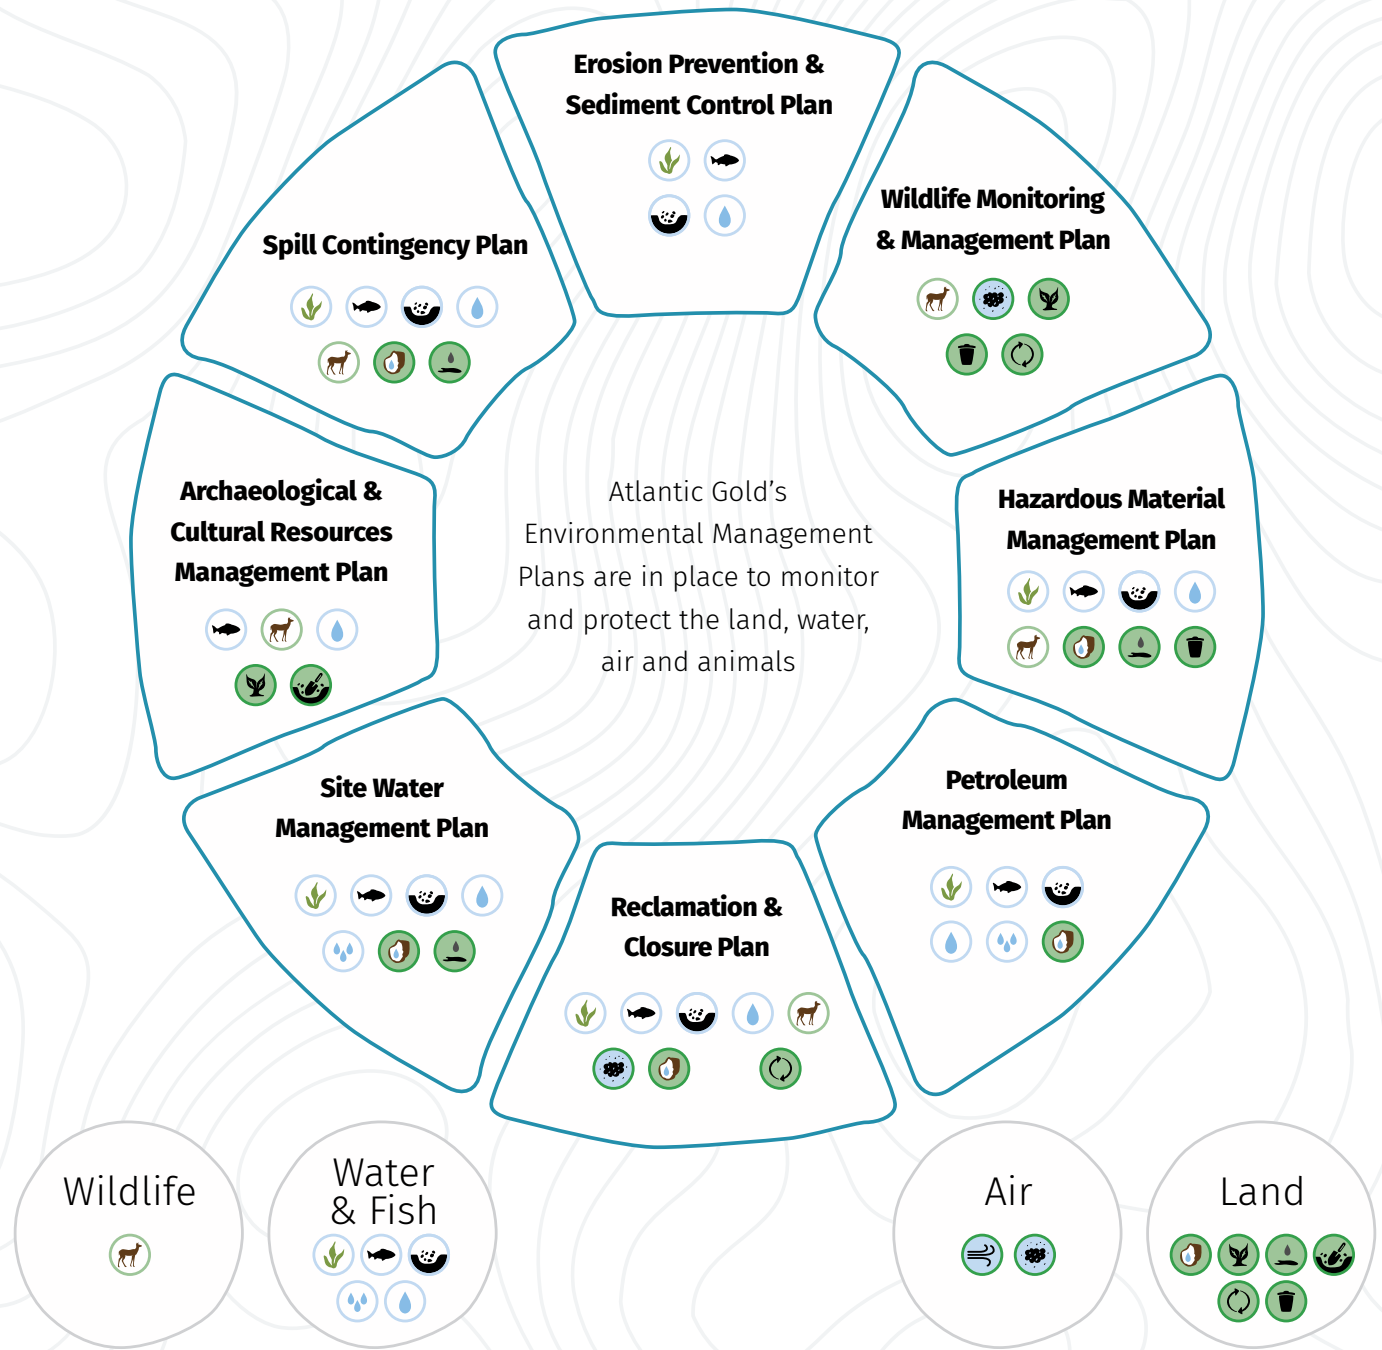 Erosion Prevention &
Sediment Control Plan
Wildlife Monitoring
& Management Plan
Spill Contingency Plan
Archaeological &
Cultural Resources
Management Plan
Atlantic Gold’s
Environmental Management
Plans are in place to monitor
and protect the land, water,
air and animals
Hazardous Material
Management Plan
Site Water
Management Plan
Petroleum
Management Plan
Reclamation &
Closure Plan
Wildlife
Water
& Fish
Air
Land